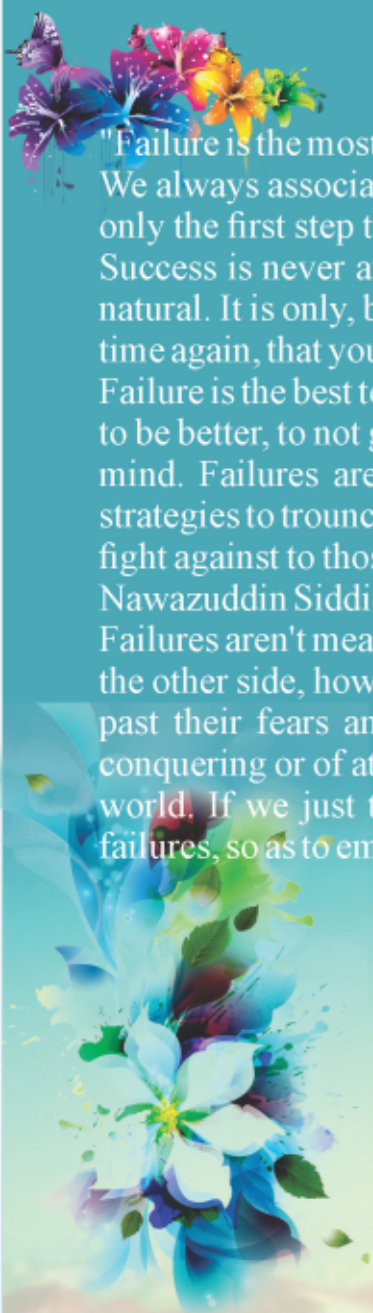 "Failure is the most
We always associa
only the first step t
Success is never a
natural. It is only, b
time again, that you
Failure is the best t
to be better, to not g
mind. Failures are
strategies to trounc
fight against to thos
Nawazuddin Siddi
Failures aren't mea
the other side, how
past their fears an
conquering or of at
world. If we just t
failures, so as to em